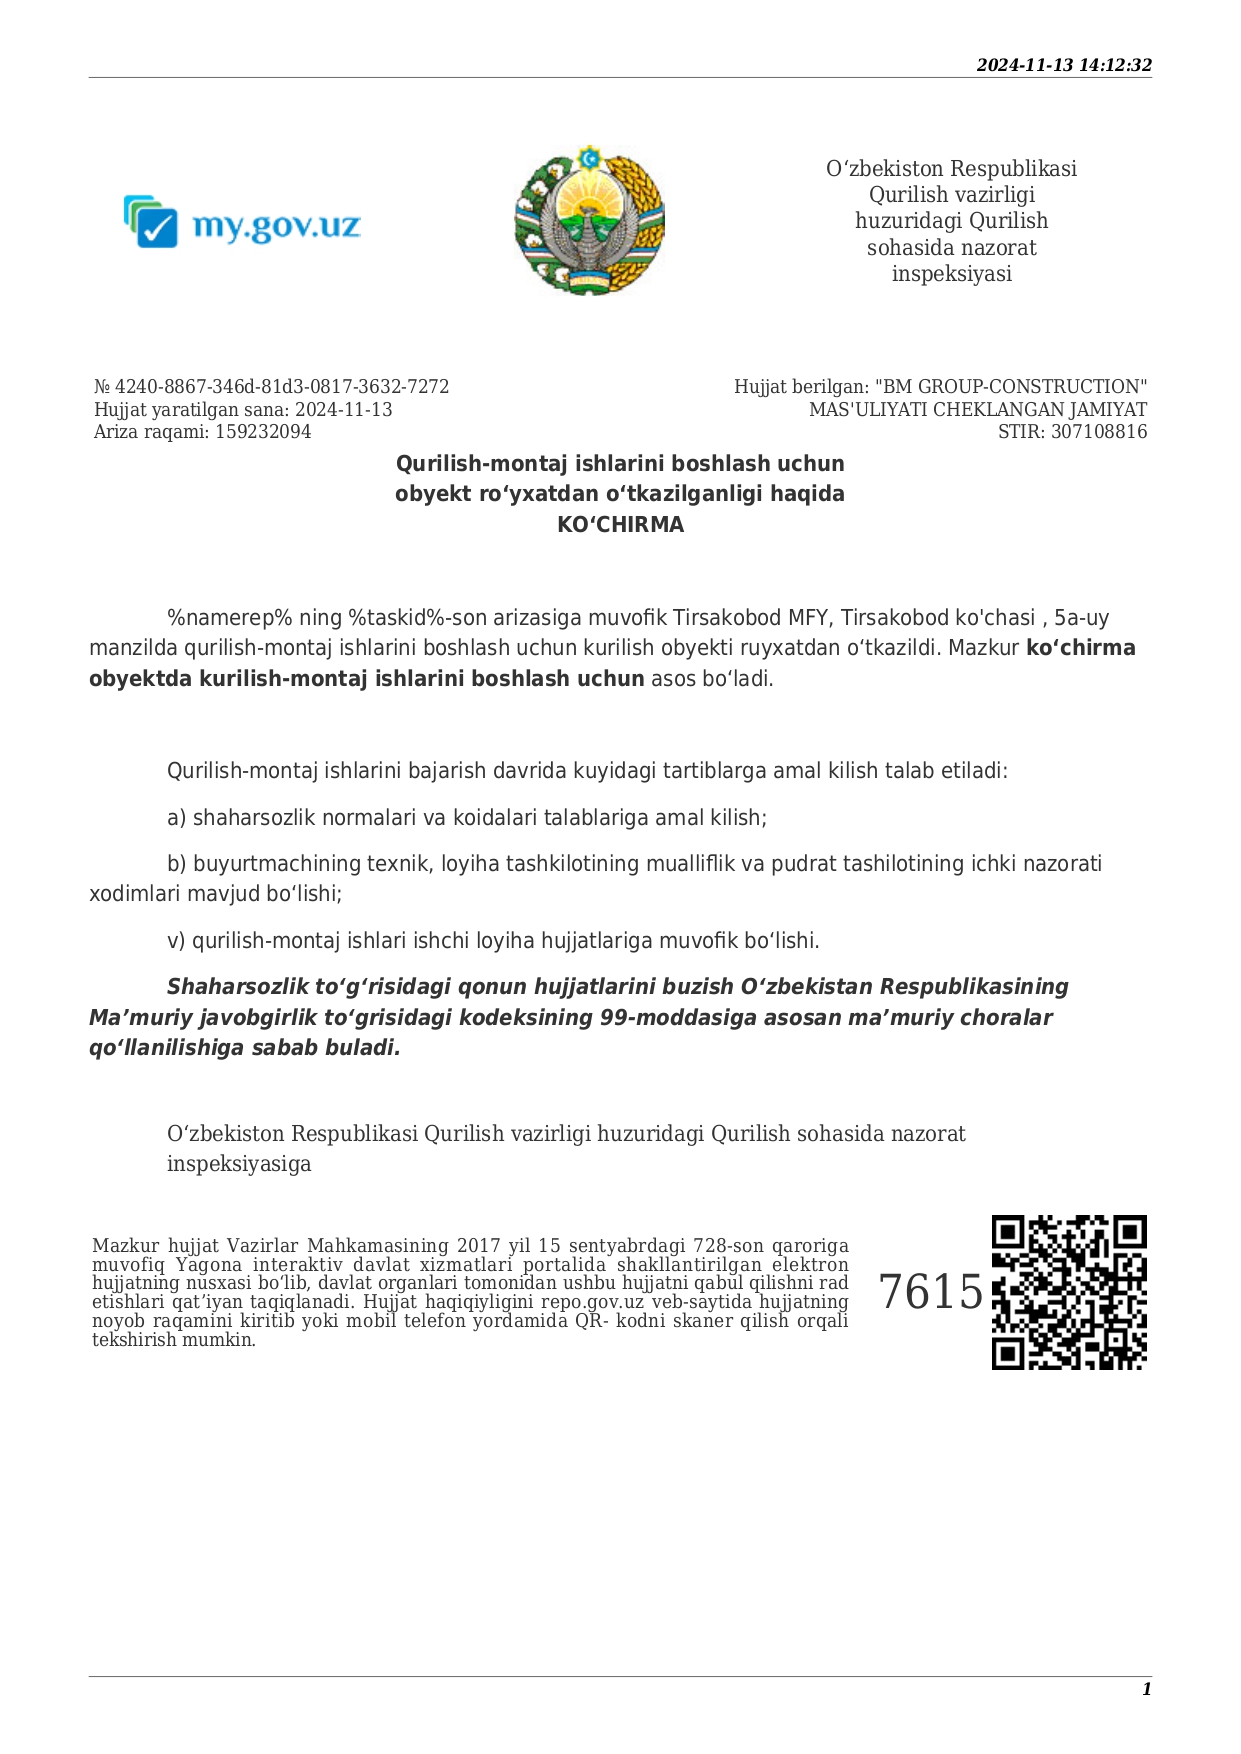 2024-11-13 14:12:32
my.gov.uz
O‘zbekiston Respublikasi
Qurilish vazirligi
huzuridagi Qurilish
sohasida nazorat
inspeksiyasi
№ 4240-8867-346d-81d3-0817-3632-7272
Hujjat yaratilgan sana: 2024-11-13
Ariza raqami: 159232094
Hujjat berilgan: "BM GROUP-CONSTRUCTION"
MAS'ULIYATI CHEKLANGAN JAMIYAT
STIR: 307108816
Qurilish-montaj ishlarini boshlash uchun
obyekt ro‘yxatdan o‘tkazilganligi haqida
KO‘CHIRMA
%namerep% ning %taskid%-son arizasiga muvofik Tirsakobod MFY, Tirsakobod ko'chasi , 5a-uy
manzilda qurilish-montaj ishlarini boshlash uchun kurilish obyekti ruyxatdan o‘tkazildi. Mazkur ko‘chirma
obyektda kurilish-montaj ishlarini boshlash uchun asos bo‘ladi.
Qurilish-montaj ishlarini bajarish davrida kuyidagi tartiblarga amal kilish talab etiladi:
a) shaharsozlik normalari va koidalari talablariga amal kilish;
b) buyurtmachining texnik, loyiha tashkilotining mualliflik va pudrat tashilotining ichki nazorati
xodimlari mavjud bo‘lishi;
v) qurilish-montaj ishlari ishchi loyiha hujjatlariga muvofik bo‘lishi.
Shaharsozlik to‘g‘risidagi qonun hujjatlarini buzish O‘zbekistan Respublikasining
Ma’muriy javobgirlik to‘grisidagi kodeksining 99-moddasiga asosan ma’muriy choralar
qo‘llanilishiga sabab buladi.
O‘zbekiston Respublikasi Qurilish vazirligi huzuridagi Qurilish sohasida nazorat
inspeksiyasiga
Mazkur hujjat Vazirlar Mahkamasining 2017 yil 15 sentyabrdagi 728-son qaroriga
muvofiq Yagona interaktiv davlat xizmatlari portalida shakllantirilgan elektron
hujjatning nusxasi bo‘lib, davlat organlari tomonidan ushbu hujjatni qabul qilishni rad
etishlari qat’iyan taqiqlanadi. Hujjat haqiqiyligini repo.gov.uz veb-saytida hujjatning
noyob raqamini kiritib yoki mobil telefon yordamida QR- kodni skaner qilish orqali
tekshirish mumkin.
7615
1